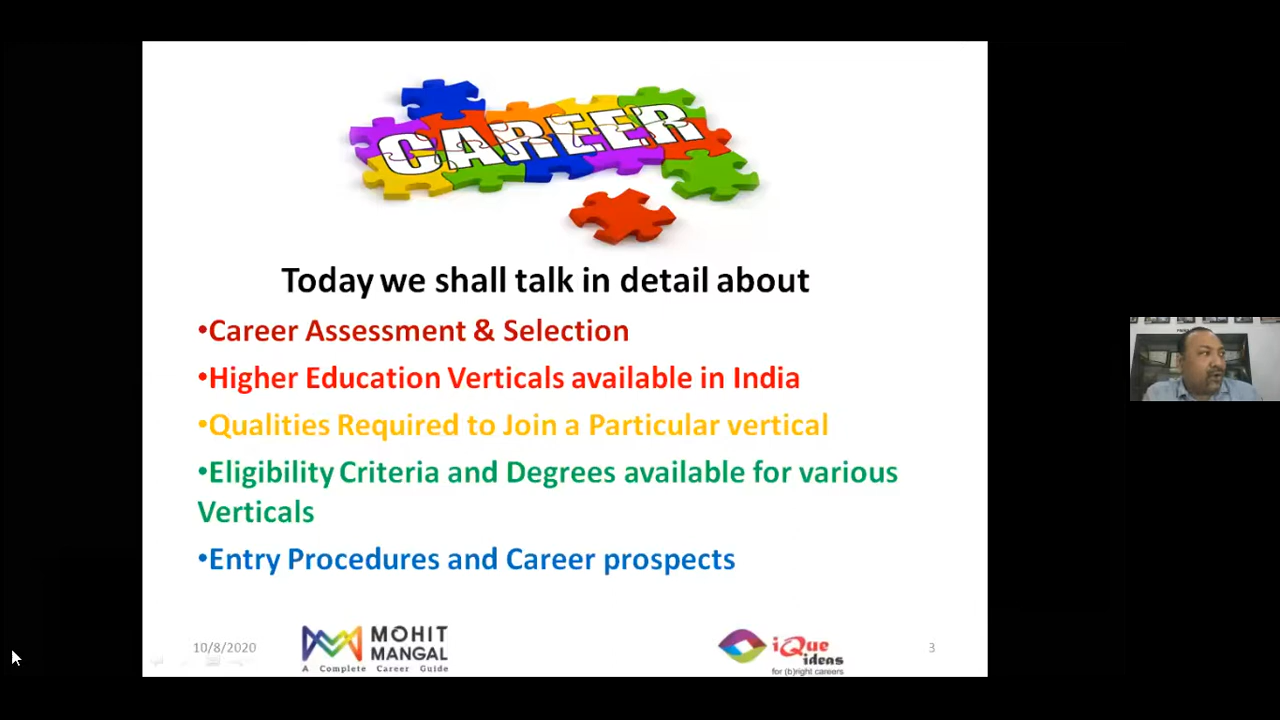 CAREER
Today we shall talk in detail about
•Career Assessment & Selection
•Higher Education Verticals available in India
•Qualities Required to Join a Particular vertical
•Eligibility Criteria and Degrees available for various
Verticals
•Entry Procedures and Career prospects
10/8/2020
MOHIT
MANGAL
A Complete Career Guide
iQue
ideas
for (b)right careers
3